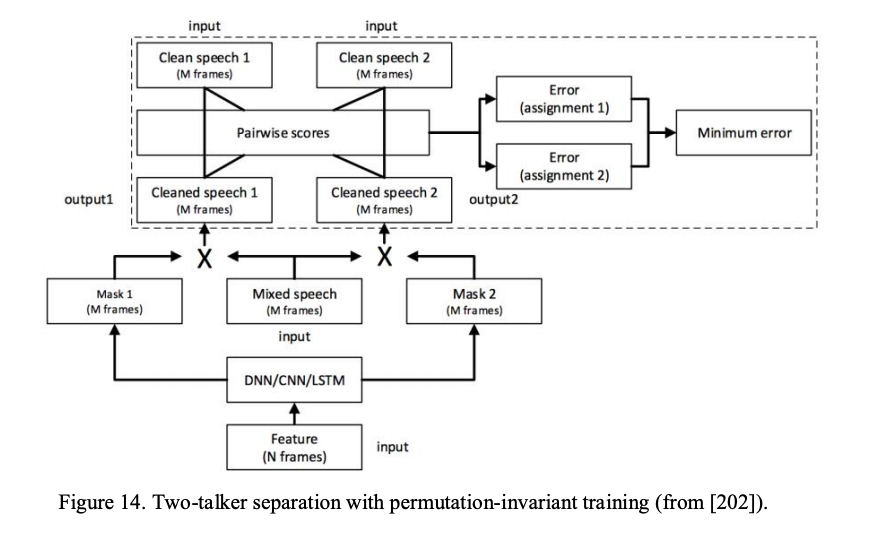 input
input
Clean speech 1
(M frames)
Clean speech 2
(M frames)
Error
(assignment 1)
Pairwise scores
Minimum error
Error
(assignment 2)
output1
Cleaned speech 1
(M frames)
Cleaned speech 2
(M frames)
output2
X
X
Mask 1
(M frames)
Mixed speech
(M frames)
Mask 2
(M frames)
input
DNN/CNN/LSTM
Feature
(N frames)
input
Figure 14. Two-talker separation with permutation-invariant training (from [202]).